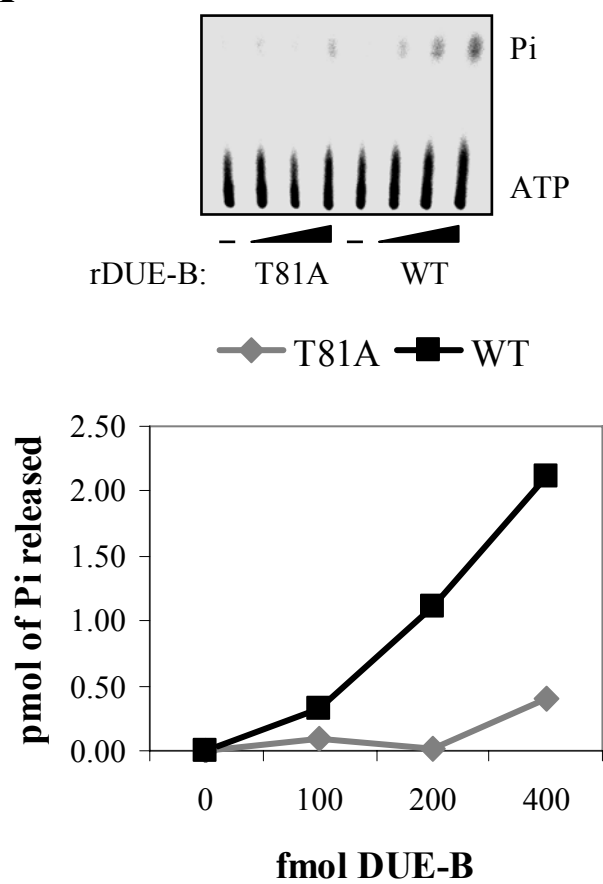 Pi
ATP
– –
rDUE-B: T81A WT
T81A WT
2.50
2.00
1.50
1.00
0.50
0.00
pmol of Pi released
0 100 200 400
fmol DUE-B